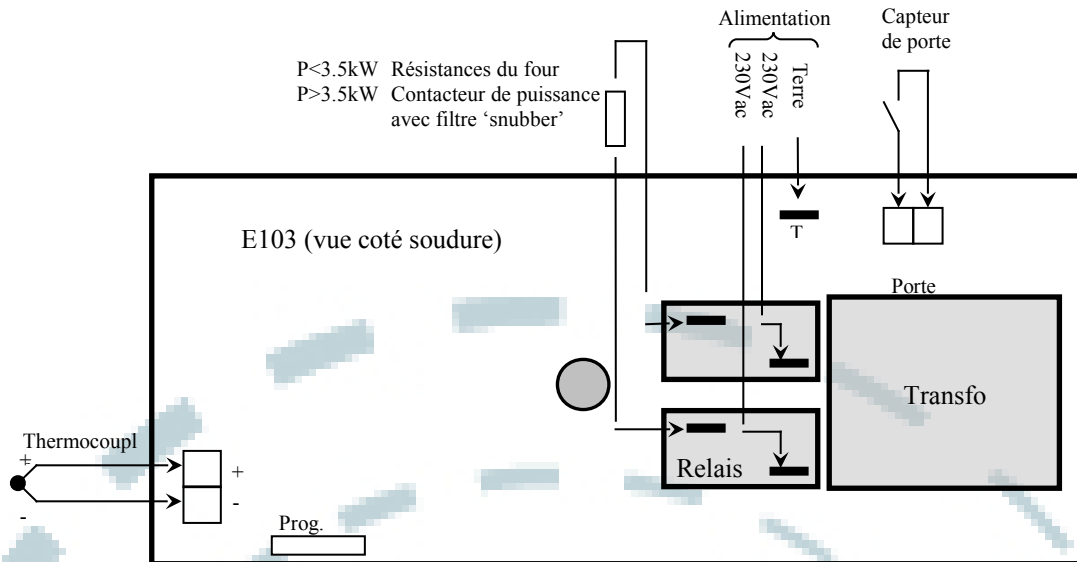 Alimentation
Capteur
de porte
P<3.5kW Résistances du four
P>3.5kW Contacteur de puissance
avec filtre ‘snubber’
230Vac
230Vac
Terre
E103 (vue coté soudure)
T
Porte
Transfo
Relais
Thermocoupl
+
-
+
-
Prog.